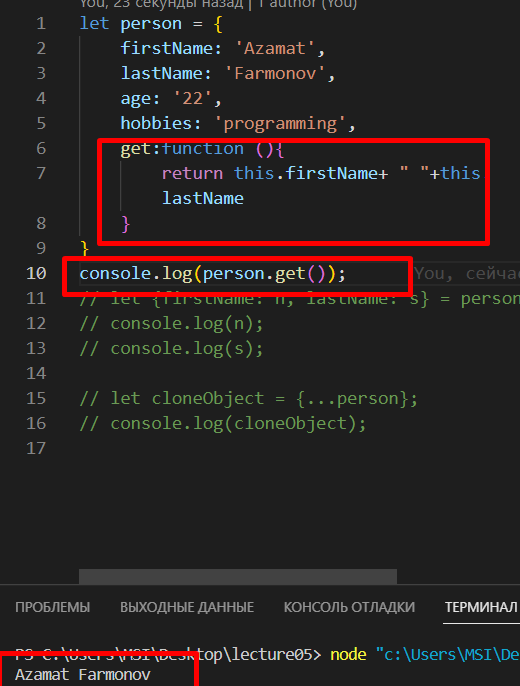 You, 23 секунды назад | 1 author (You)
1 let person = {
2 firstName: 'Azamat',
3 lastName: 'Farmonov',
4 age: '22',
5 hobbies: 'programming',
6 get:function (){
7 return this.firstName+ " "+this
lastName
8 }
9 }
10 console.log(person.get()); You, сейчас
11 // let {firstName: n, lastName: s} = person
12 // console.log(n);
13 // console.log(s);
14
15 // let cloneObject = {...person};
16 // console.log(cloneObject);
17
ПРОБЛЕМЫ ВЫХОДНЫЕ ДАННЫЕ КОНСОЛЬ ОТЛАДКИ ТЕРМИНАЛ
PS C:\Users\MSI\Desktop\lecture05> node "c:\Users\MSI\De
Azamat Farmonov